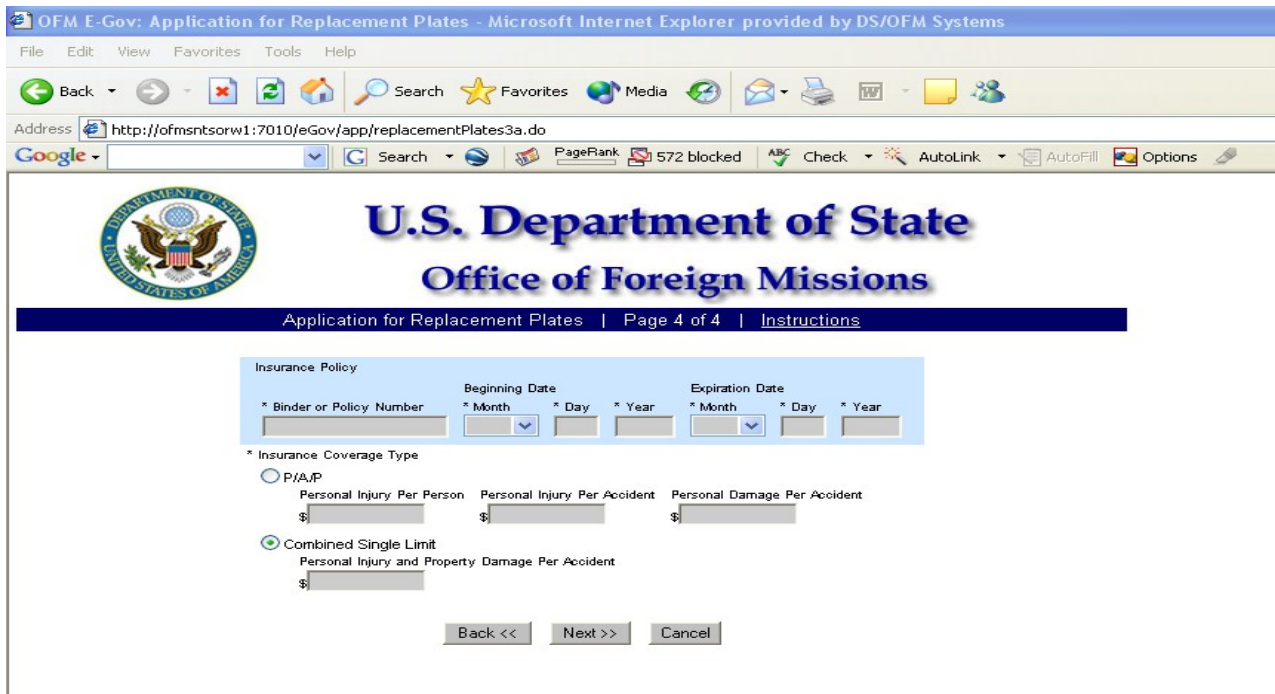 OFM E-Gov: Application for Replacement Plates - Microsoft Internet Explorer provided by DS/OFM Systems
File Edit View Favorites Tools Help
Back Search Favorites Media
Address http://ofmsntsorw1:7010/eGov/app/replacementPlates3a.do
Google G Search PageRank 572 blocked ABC Check AutoLink AutoFill Options
DEPARTMENT OF STATE UNITED STATES OF AMERICA
U.S. Department of State
Office of Foreign Missions
Application for Replacement Plates | Page 4 of 4 | Instructions
Insurance Policy
Beginning Date Expiration Date
* Binder or Policy Number * Month * Day * Year * Month * Day * Year
* Insurance Coverage Type
P/A/P
Personal Injury Per Person Personal Injury Per Accident Personal Damage Per Accident
$ $ $
Combined Single Limit
Personal Injury and Property Damage Per Accident
$
Back << Next >> Cancel